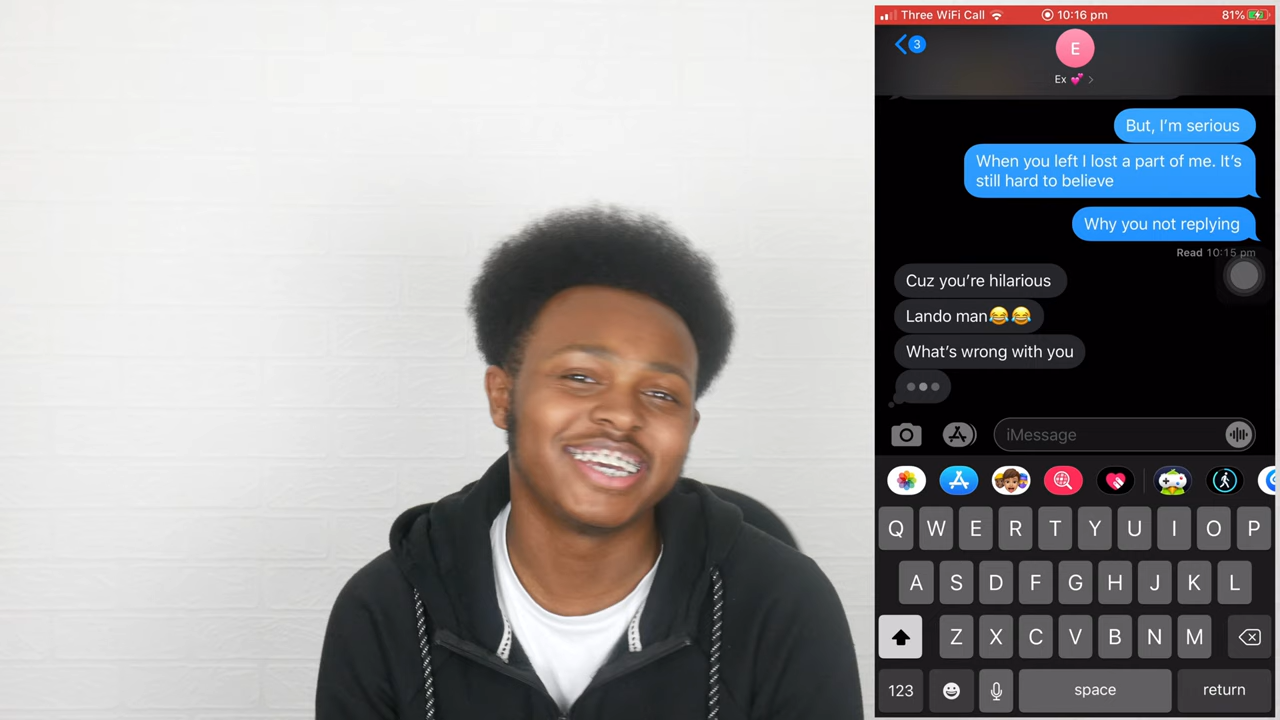 Three WiFi Call
10:16 pm
81%
3
E
Ex 💕 >
But, I’m serious
When you left I lost a part of me. It’s
still hard to believe
Why you not replying
Read 10:15 pm
Cuz you’re hilarious
Lando man😂😂
What’s wrong with you
iMessage
Q W E R T Y U I O P
A S D F G H J K L
Z X C V B N M
123
space
return